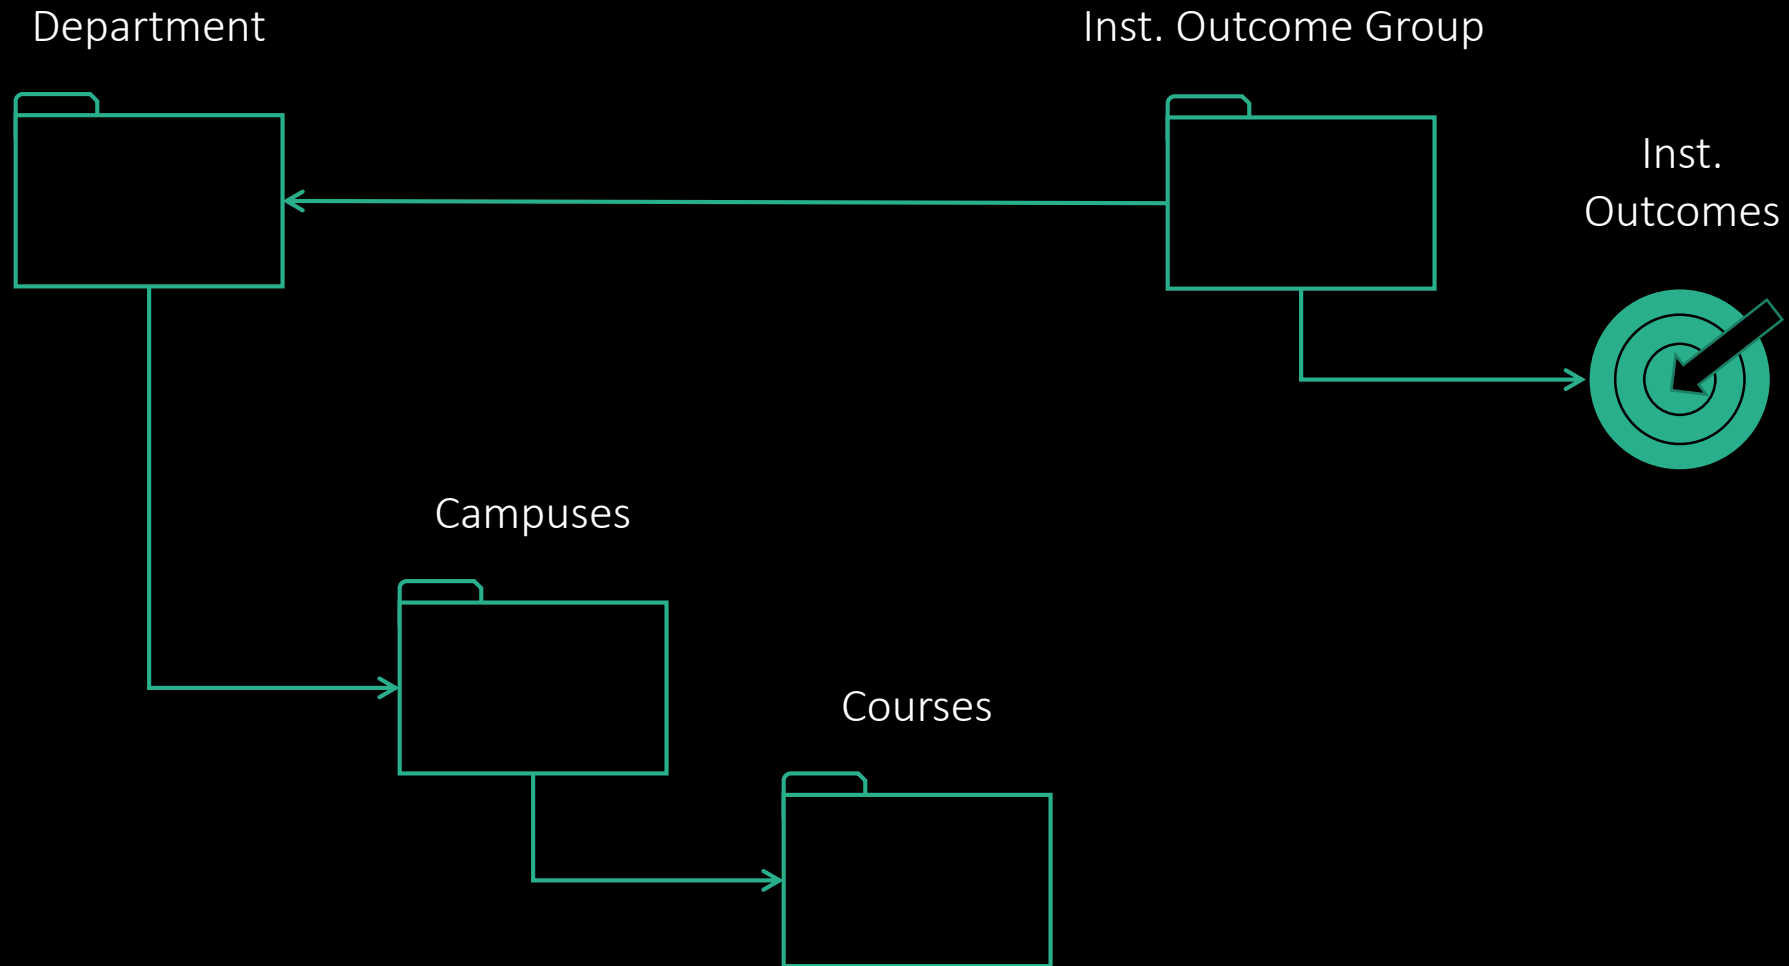 Department
Inst. Outcome Group
Inst.
Outcomes
Campuses
Courses